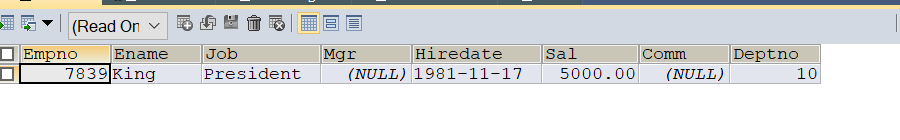 (Read On
Empno Ename Job Mgr Hiredate Sal Comm Deptno
7839 King President (NULL) 1981-11-17 5000.00 (NULL) 10